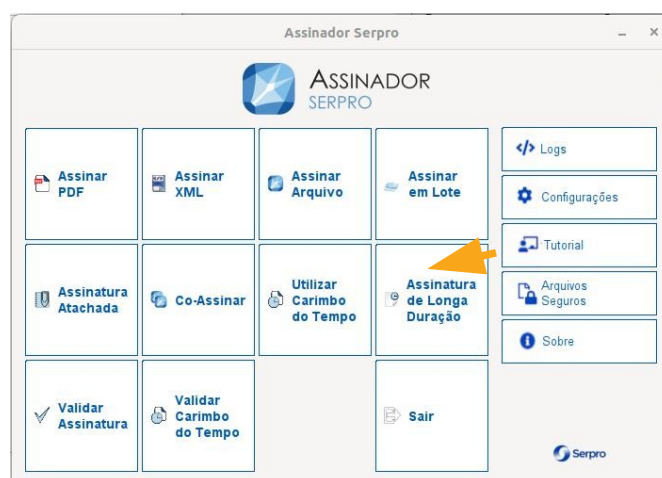 Assinador Serpro
ASSINADOR
SERPRO
Assinar
PDF
Assinar
XML
Assinar
Arquivo
Assinar
em Lote
Assinatura
Atachada
Co-Assinar
Utilizar
Carimbo
do Tempo
Assinatura
de Longa
Duração
Validar
Assinatura
Validar
Carimbo
do Tempo
Sair
</> Logs
Configurações
Tutorial
Arquivos
Seguros
Sobre
Serpro